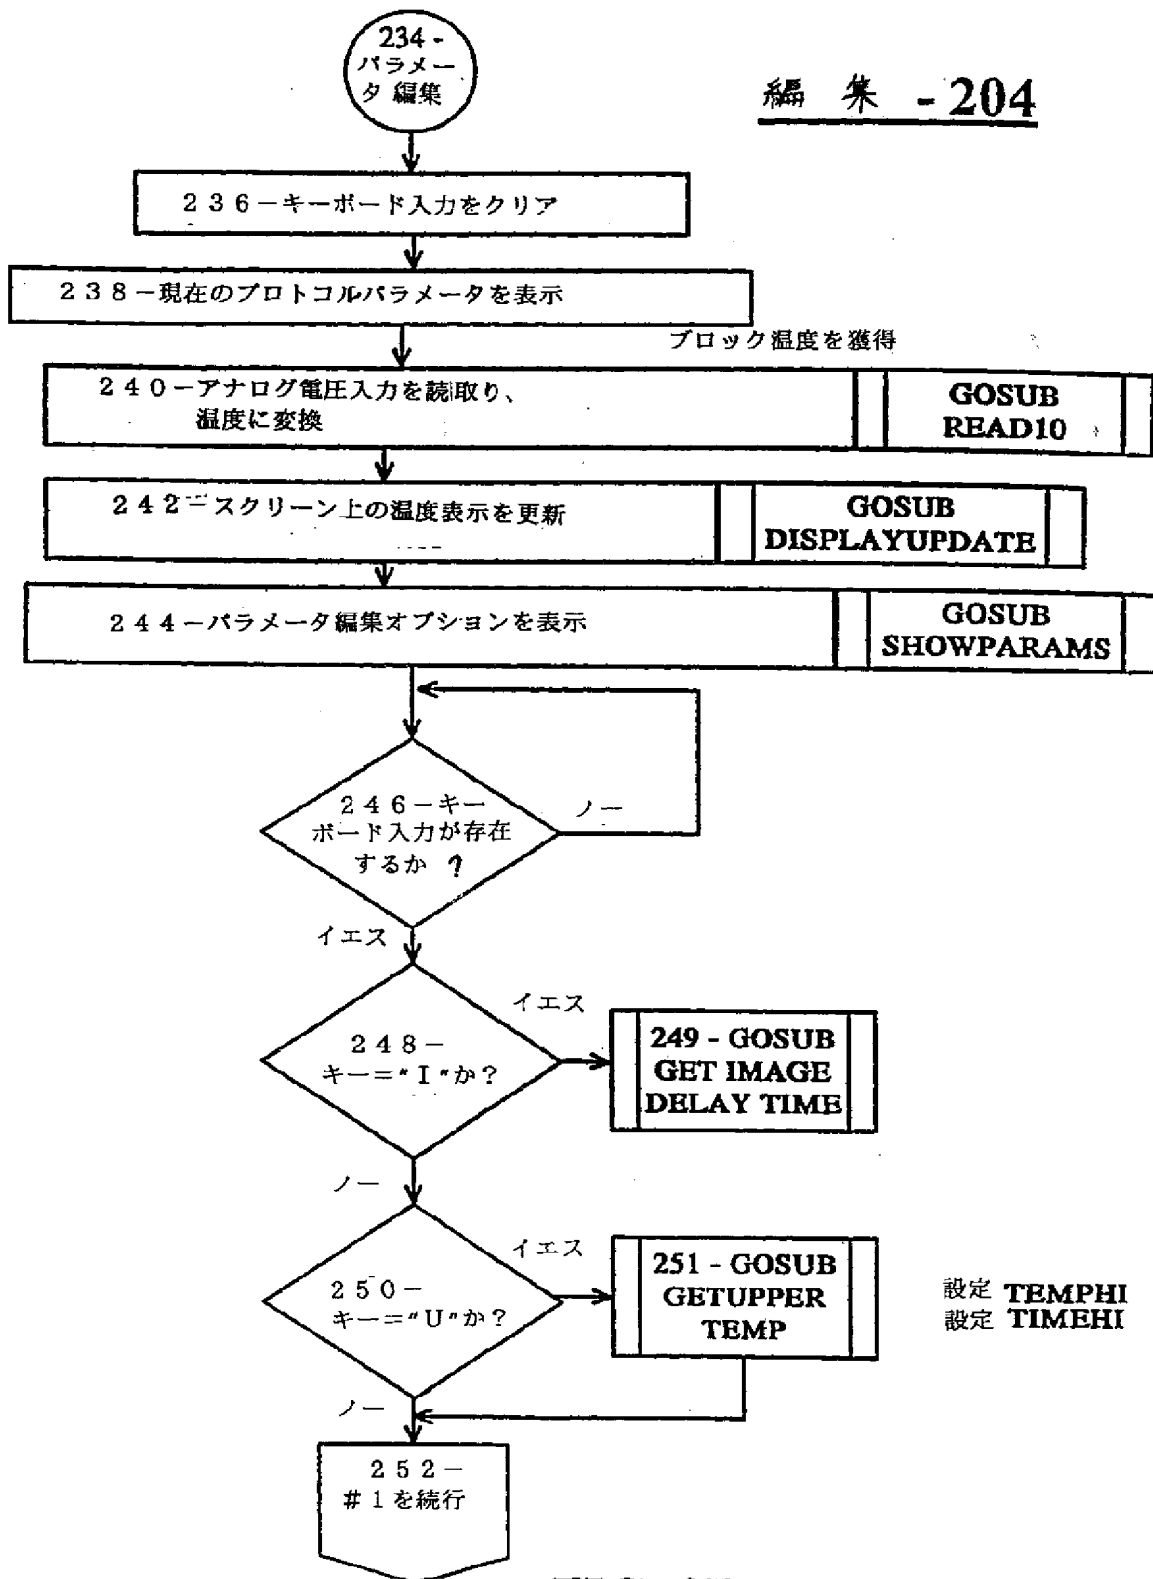 234 -
パラメー
タ 編集
編 集 - 204
236－キーボード入力をクリア
238－現在のプロトコルパラメータを表示
ブロック温度を獲得
240－アナログ電圧入力を読取り、
温度に変換
GOSUB
READ10
242－スクリーン上の温度表示を更新
GOSUB
DISPLAYUPDATE
244－パラメータ編集オプションを表示
GOSUB
SHOWPARAMS
246－キー
ボード入力が存在
するか ?
ノー
イエス
248－
キー＝"I"か？
イエス
249 - GOSUB
GET IMAGE
DELAY TIME
ノー
250－
キー＝"U"か？
イエス
251 - GOSUB
GETUPPER
TEMP
設定 TEMPHI
設定 TIMEHI
ノー
252－
#1を続行